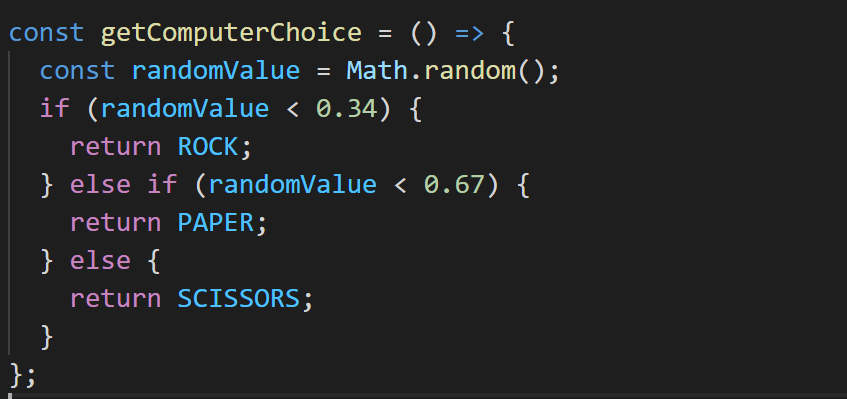 const getComputerChoice = () => {
  const randomValue = Math.random();
  if (randomValue < 0.34) {
    return ROCK;
  } else if (randomValue < 0.67) {
    return PAPER;
  } else {
    return SCISSORS;
  }
};